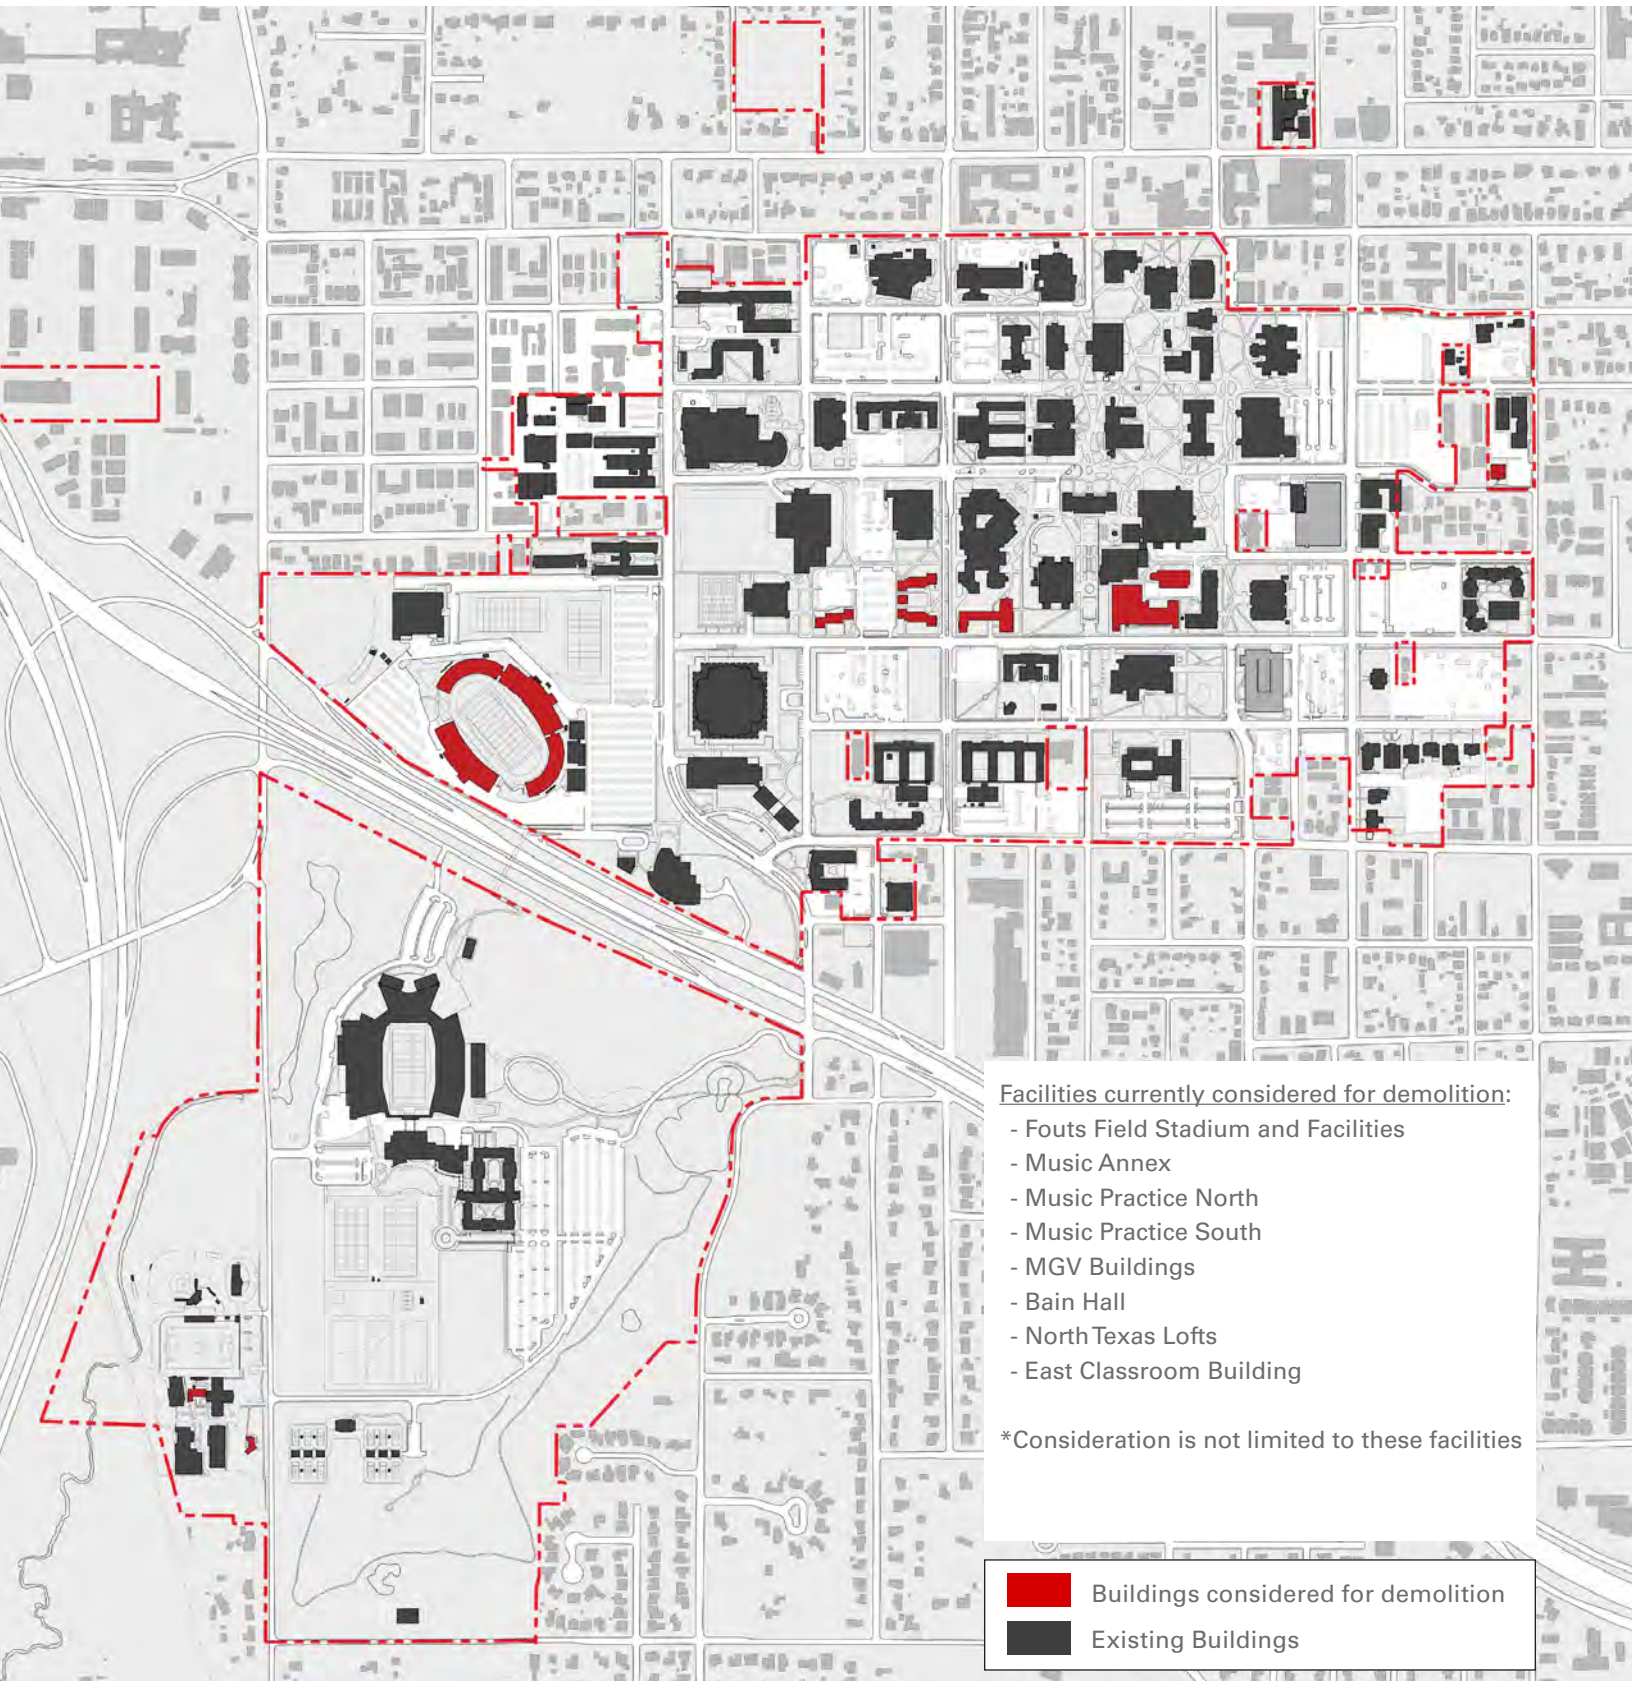 Facilities currently considered for demolition:
- Fouts Field Stadium and Facilities
- Music Annex
- Music Practice North
- Music Practice South
- MGV Buildings
- Bain Hall
- North Texas Lofts
- East Classroom Building
*Consideration is not limited to these facilities
Buildings considered for demolition
Existing Buildings